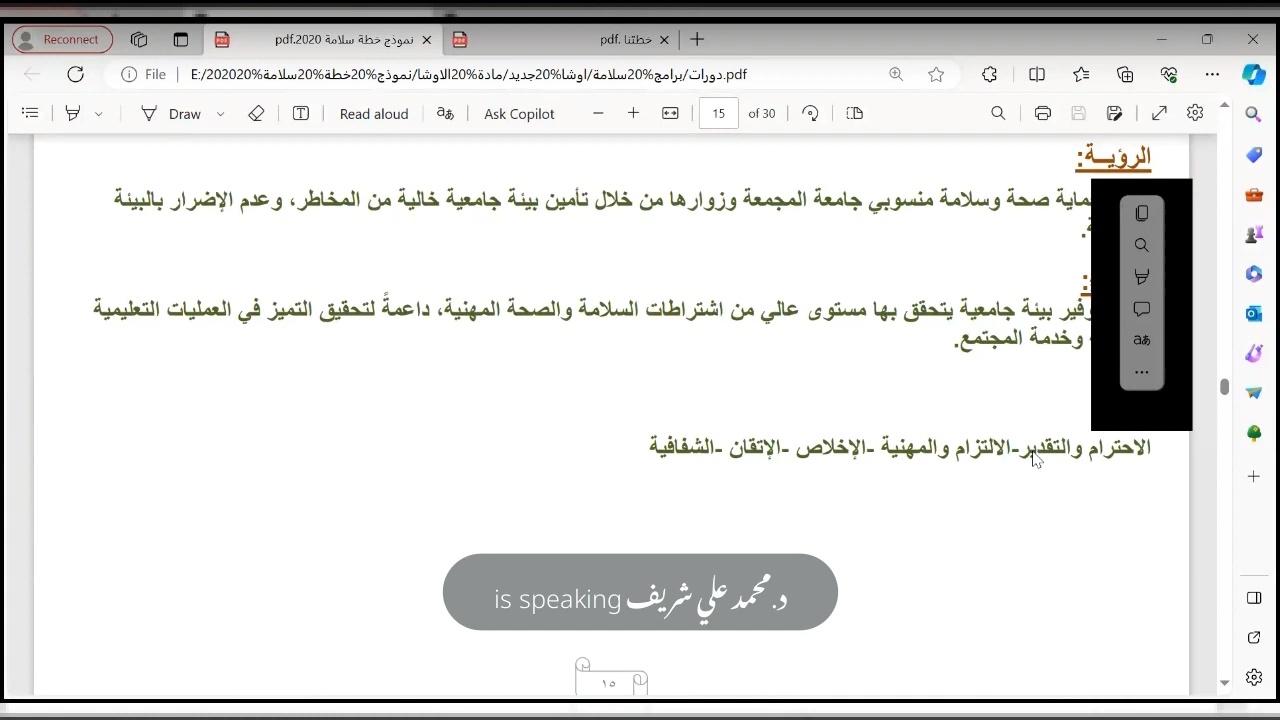 Reconnect
نموذج خطة سلامة 2020.pdf
خطتنا .pdf
File
E:/دورات/برامج%20سلامة/اوشا%20جديد/مادة%20الاوشا/نموذج%20خطة%20سلامة%202020.pdf
Draw
Read aloud
Ask Copilot
15
of 30
الرؤيــة:
ماية صحة وسلامة منسوبي جامعة المجمعة وزوارها من خلال تأمين بيئة جامعية خالية من المخاطر، وعدم الإضرار بالبيئة
وفير بيئة جامعية يتحقق بها مستوى عالي من اشتراطات السلامة والصحة المهنية، داعمةً لتحقيق التميز في العمليات التعليمية
وخدمة المجتمع.
الاحترام والتقدير-الالتزام والمهنية -الإخلاص -الإتقان -الشفافية
د. محمد علي شريف is speaking
١٥